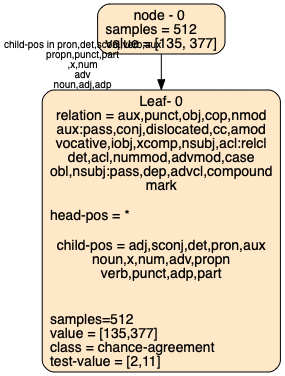 node - 0
samples = 512
value = [135, 377]
child-pos in pron,det,sconj,verb,aux
propn,punct,part
,x,num
adv
noun,adj,adp
Leaf- 0
relation = aux,punct,obj,cop,nmod
aux:pass,conj,dislocated,cc,amod
vocative,iobj,xcomp,nsubj,acl:relcl
det,acl,nummod,advmod,case
obl,nsubj:pass,dep,advcl,compound
mark
head-pos = *
child-pos = adj,sconj,det,pron,aux
noun,x,num,adv,propn
verb,punct,adp,part
samples=512
value = [135,377]
class = chance-agreement
test-value = [2,11]